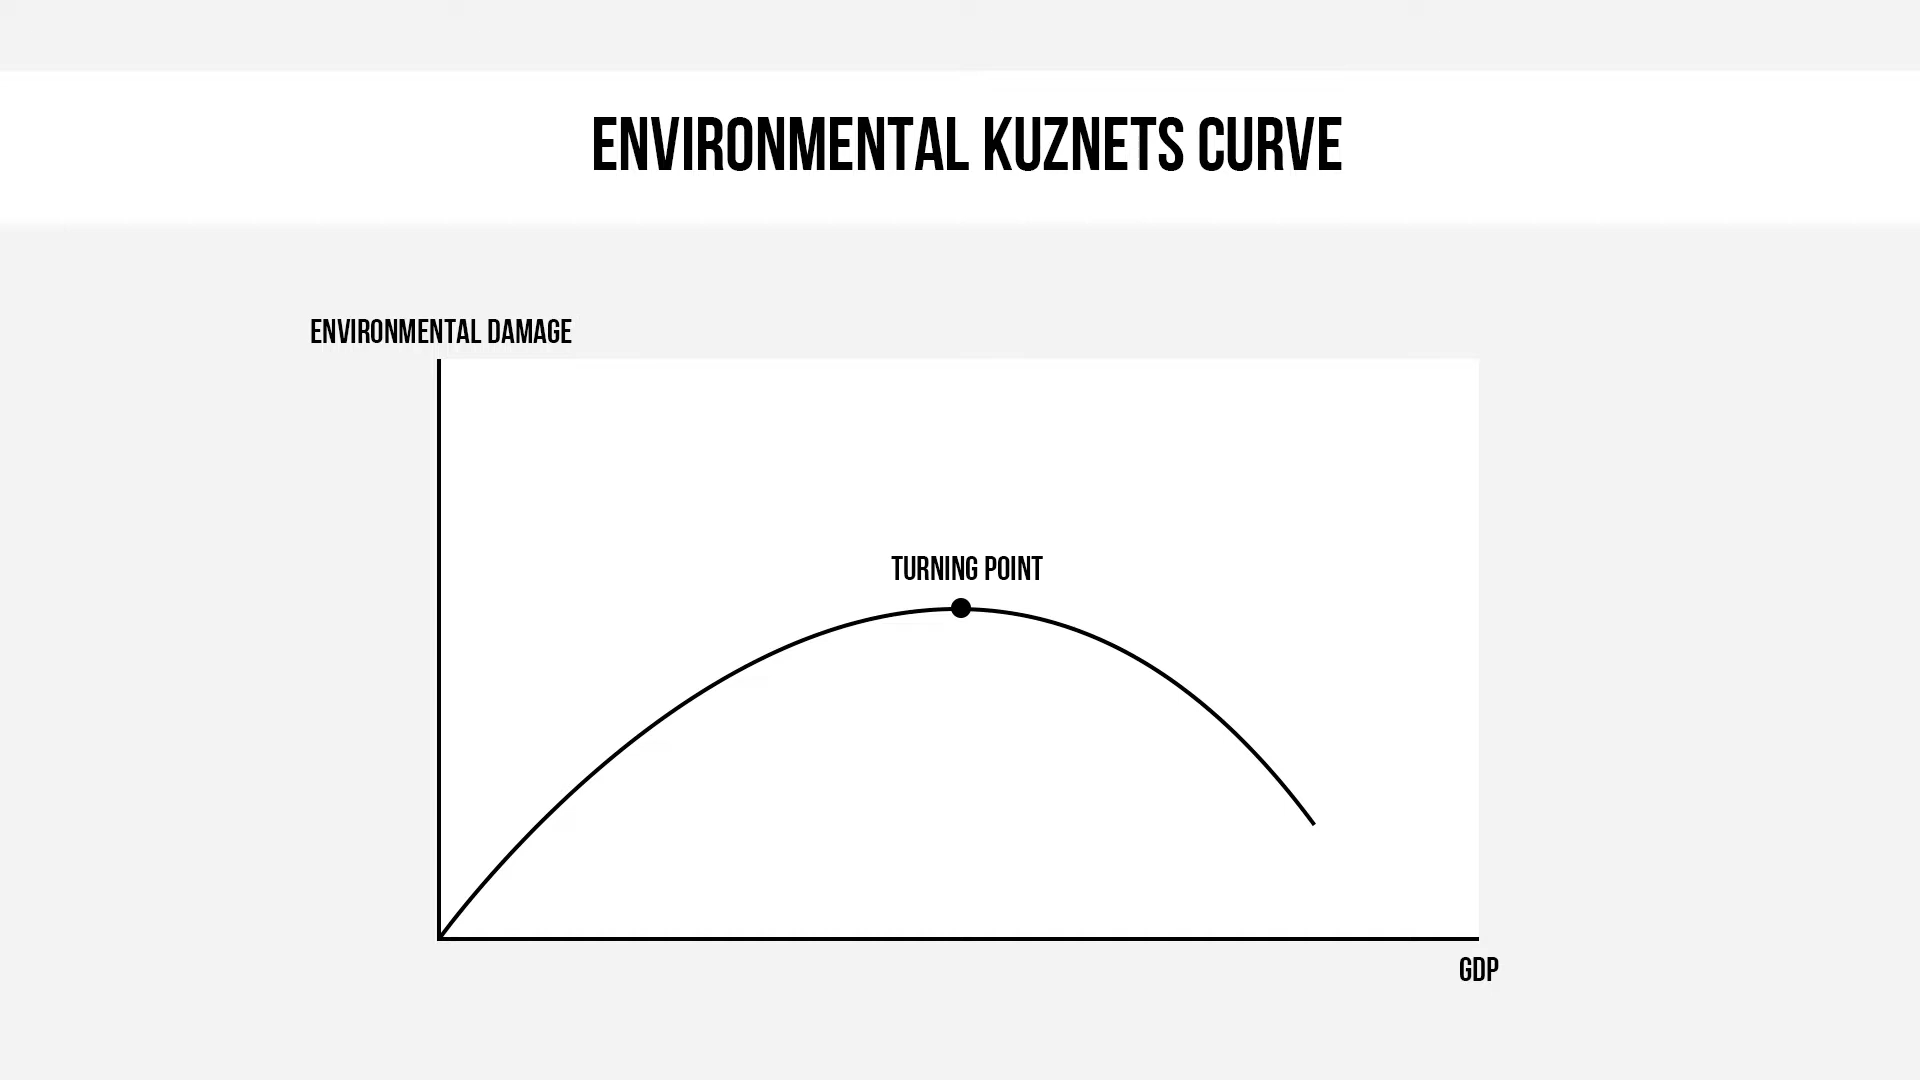 ENVIRONMENTAL KUZNETS CURVE
ENVIRONMENTAL DAMAGE
TURNING POINT
GDP